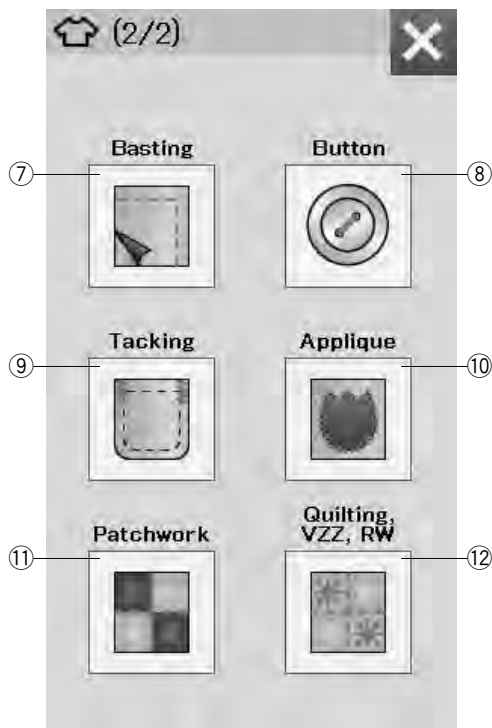 (2/2)
Basting
Button
⑦
⑧
Tacking
Applique
⑨
⑩
Patchwork
Quilting,
VZZ, RW
⑪
⑫